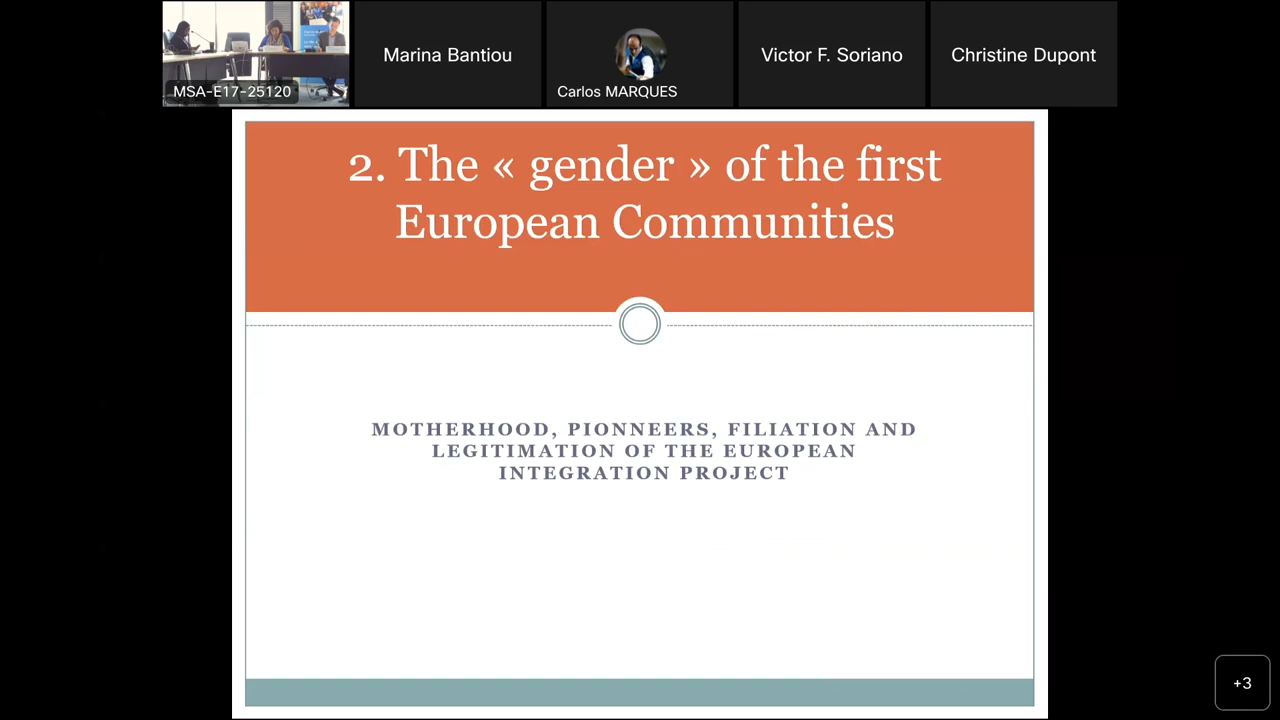 MSA-E17-25120
Marina Bantiou
Carlos MARQUES
Victor F. Soriano
Christine Dupont
2. The « gender » of the first
European Communities
MOTHERHOOD, PIONNEERS, FILIATION AND
LEGITIMATION OF THE EUROPEAN
INTEGRATION PROJECT
+3